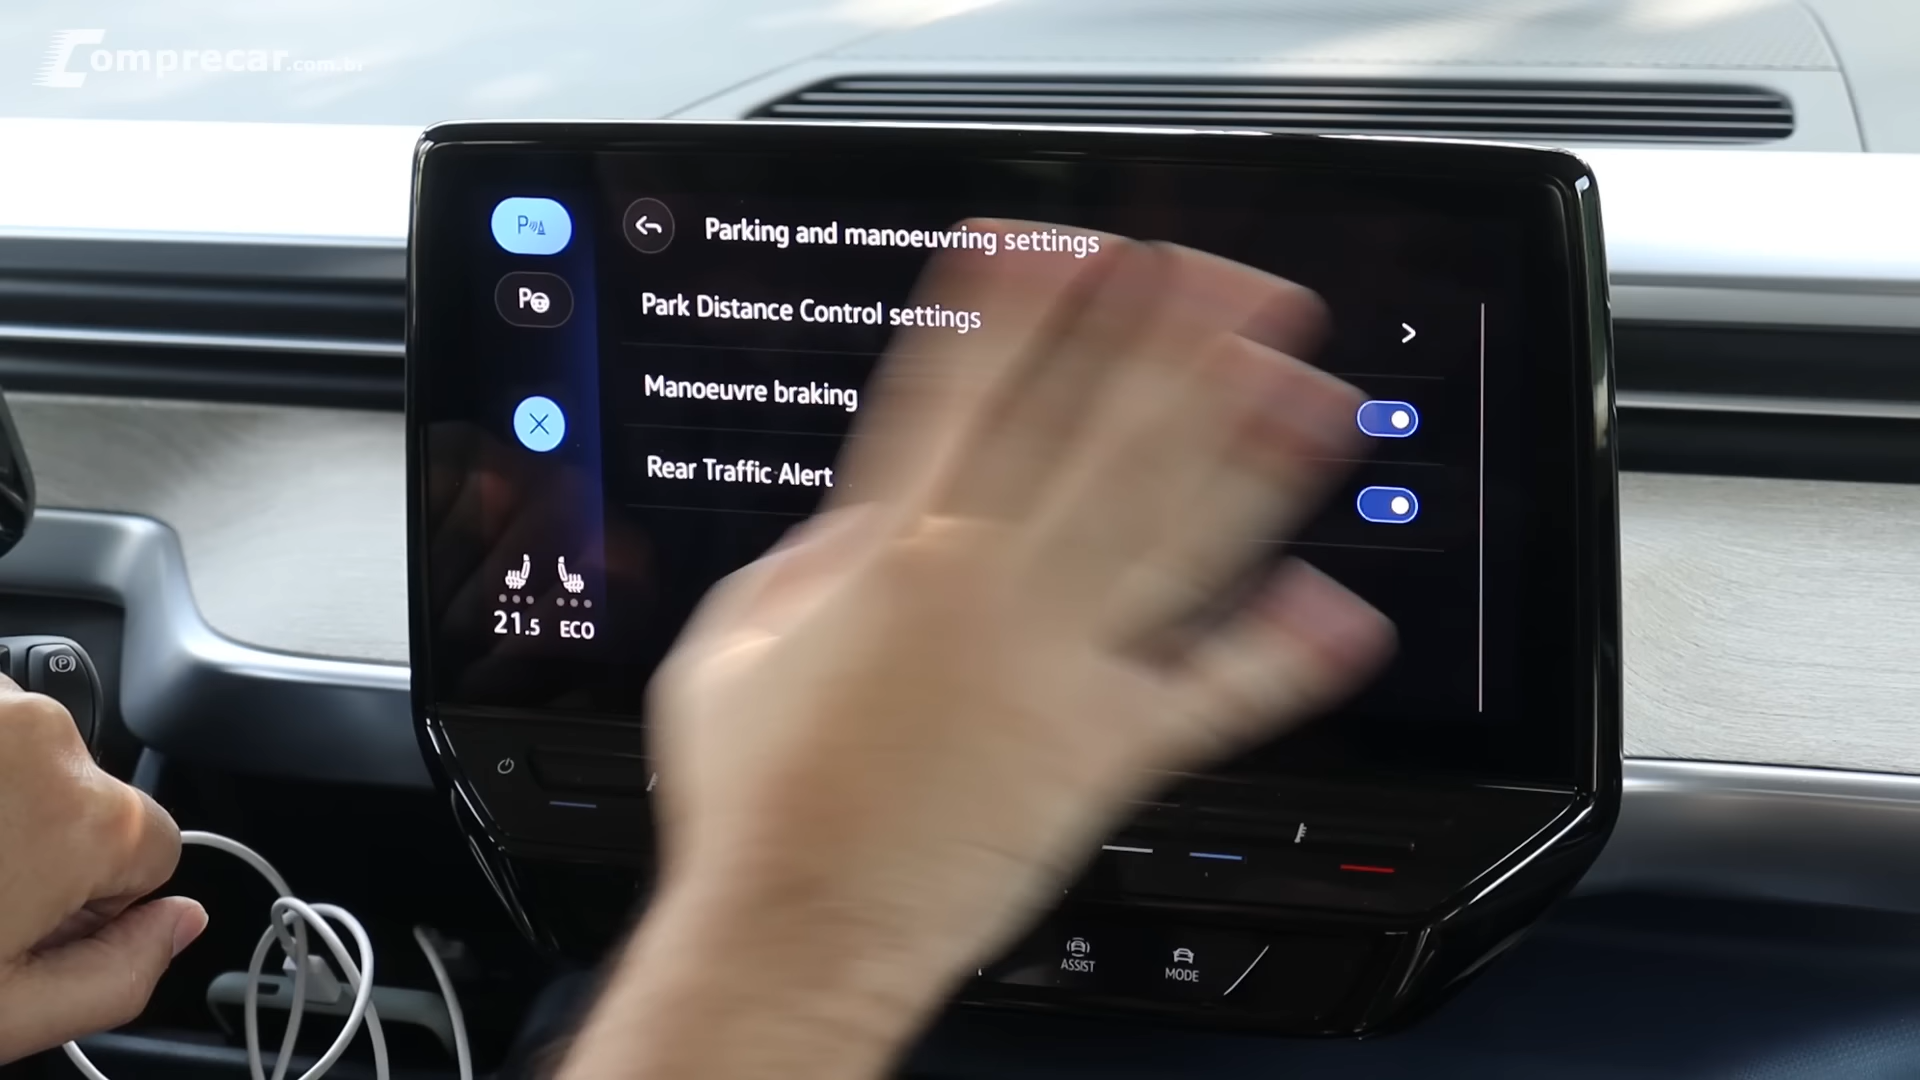 Comprecar.com.br
Parking and manoeuvring settings
Park Distance Control settings
Manoeuvre braking
Rear Traffic Alert
P
P
21.5 ECO
P
ASSIST
MODE